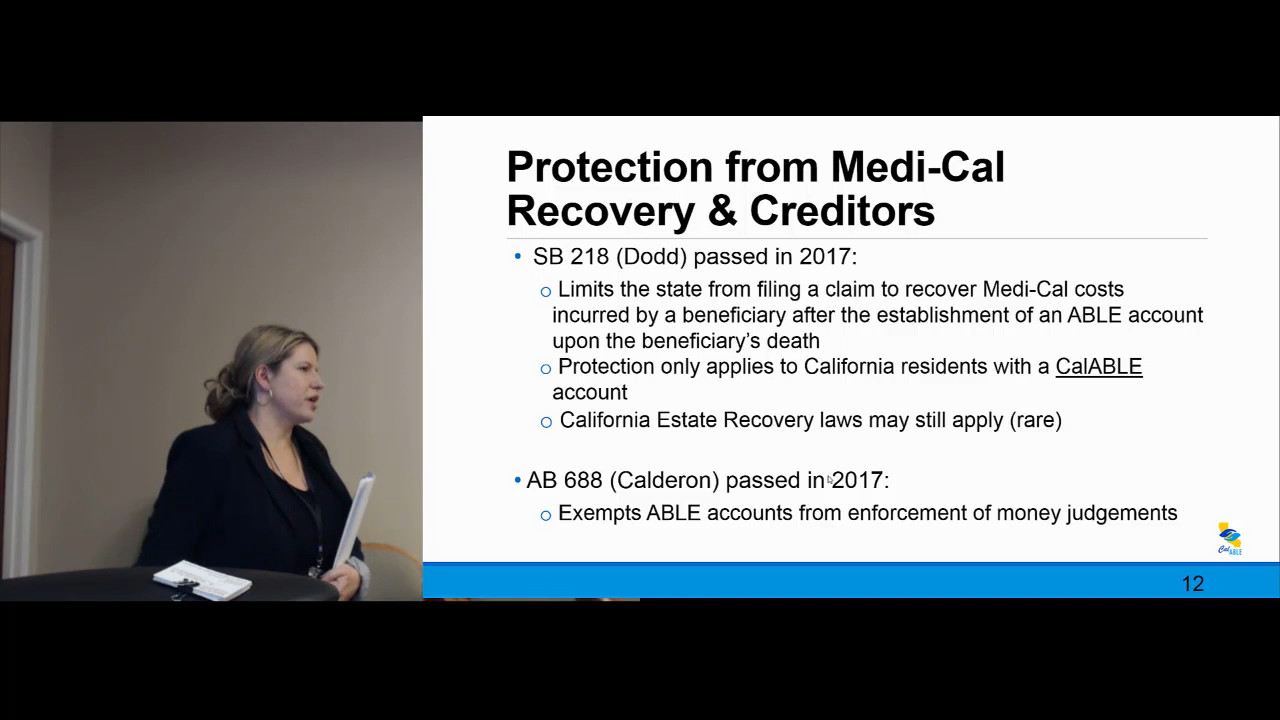 Protection from Medi-Cal
Recovery & Creditors
• SB 218 (Dodd) passed in 2017:
o Limits the state from filing a claim to recover Medi-Cal costs
incurred by a beneficiary after the establishment of an ABLE account
upon the beneficiary’s death
o Protection only applies to California residents with a CalABLE
account
o California Estate Recovery laws may still apply (rare)
• AB 688 (Calderon) passed in 2017:
o Exempts ABLE accounts from enforcement of money judgements
CalABLE
12